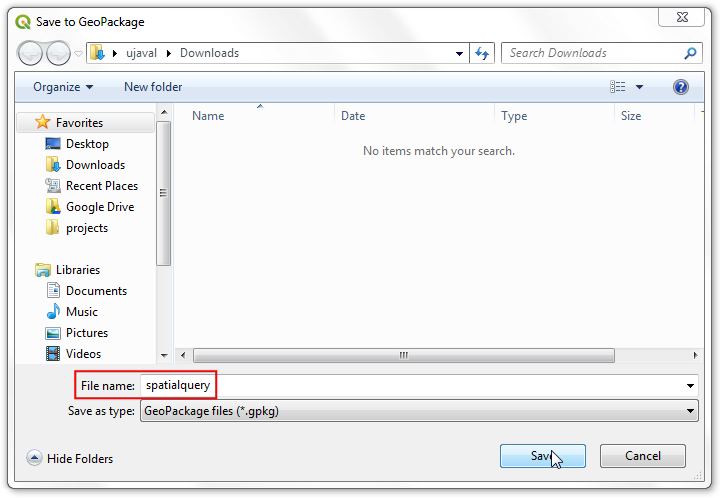 Save to GeoPackage
ujaval Downloads Search Downloads
Organize New folder
Name Date Type Size
No items match your search.
Favorites
Desktop
Downloads
Recent Places
Google Drive
projects
Libraries
Documents
Music
Pictures
Videos
File name: spatialquery
Save as type: GeoPackage files (*.gpkg)
Hide Folders Save Cancel